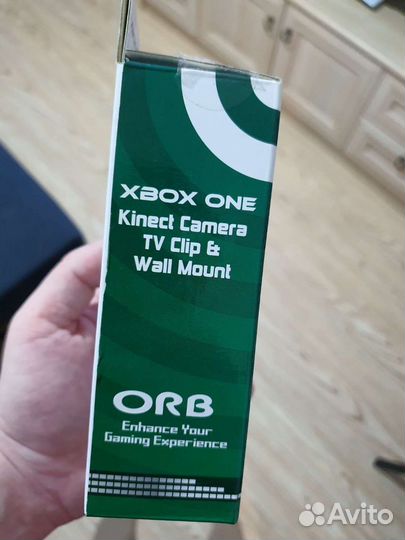 XBOX ONE
Kinect Camera
TV Clip &
Wall Mount
ORB
Enhance Your
Gaming Experience
Avito